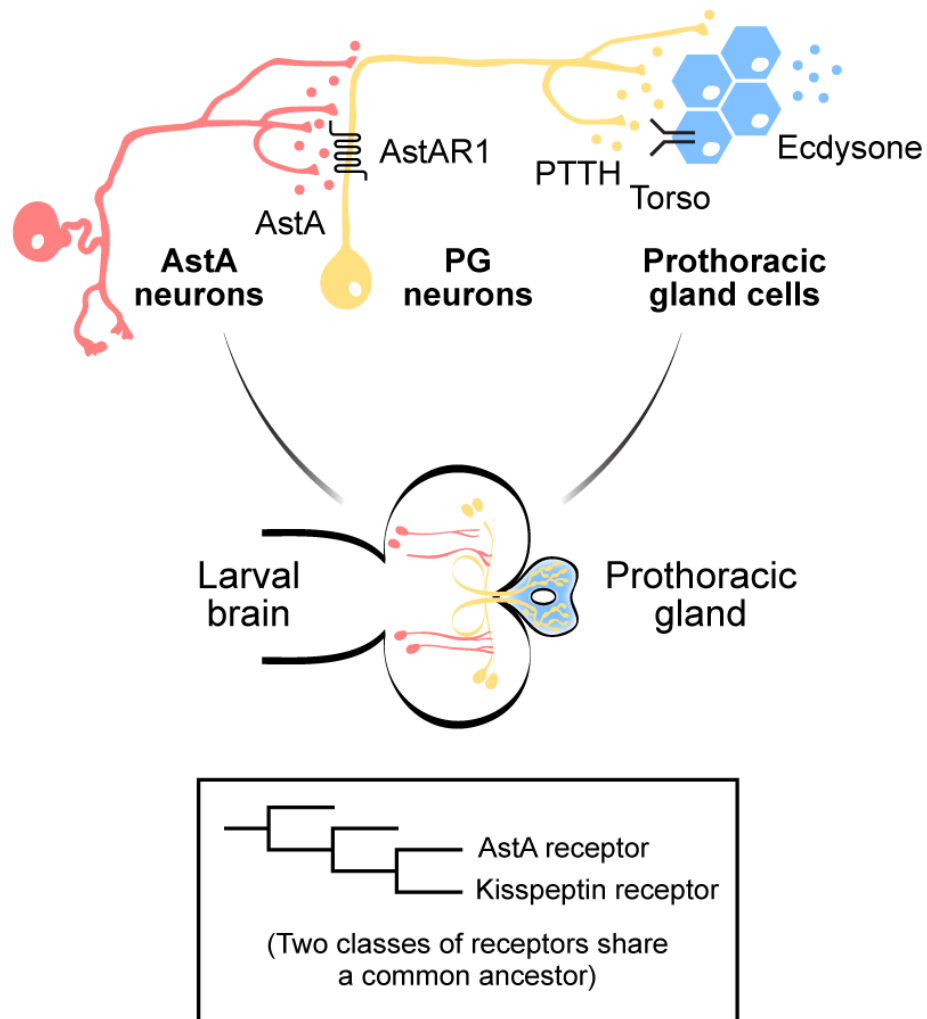 AstAR1
AstA
PTTH
Torso
Ecdysone
AstA
neurons
PG
neurons
Prothoracic
gland cells
Larval
brain
Prothoracic
gland
AstA receptor
Kisspeptin receptor
(Two classes of receptors share
a common ancestor)